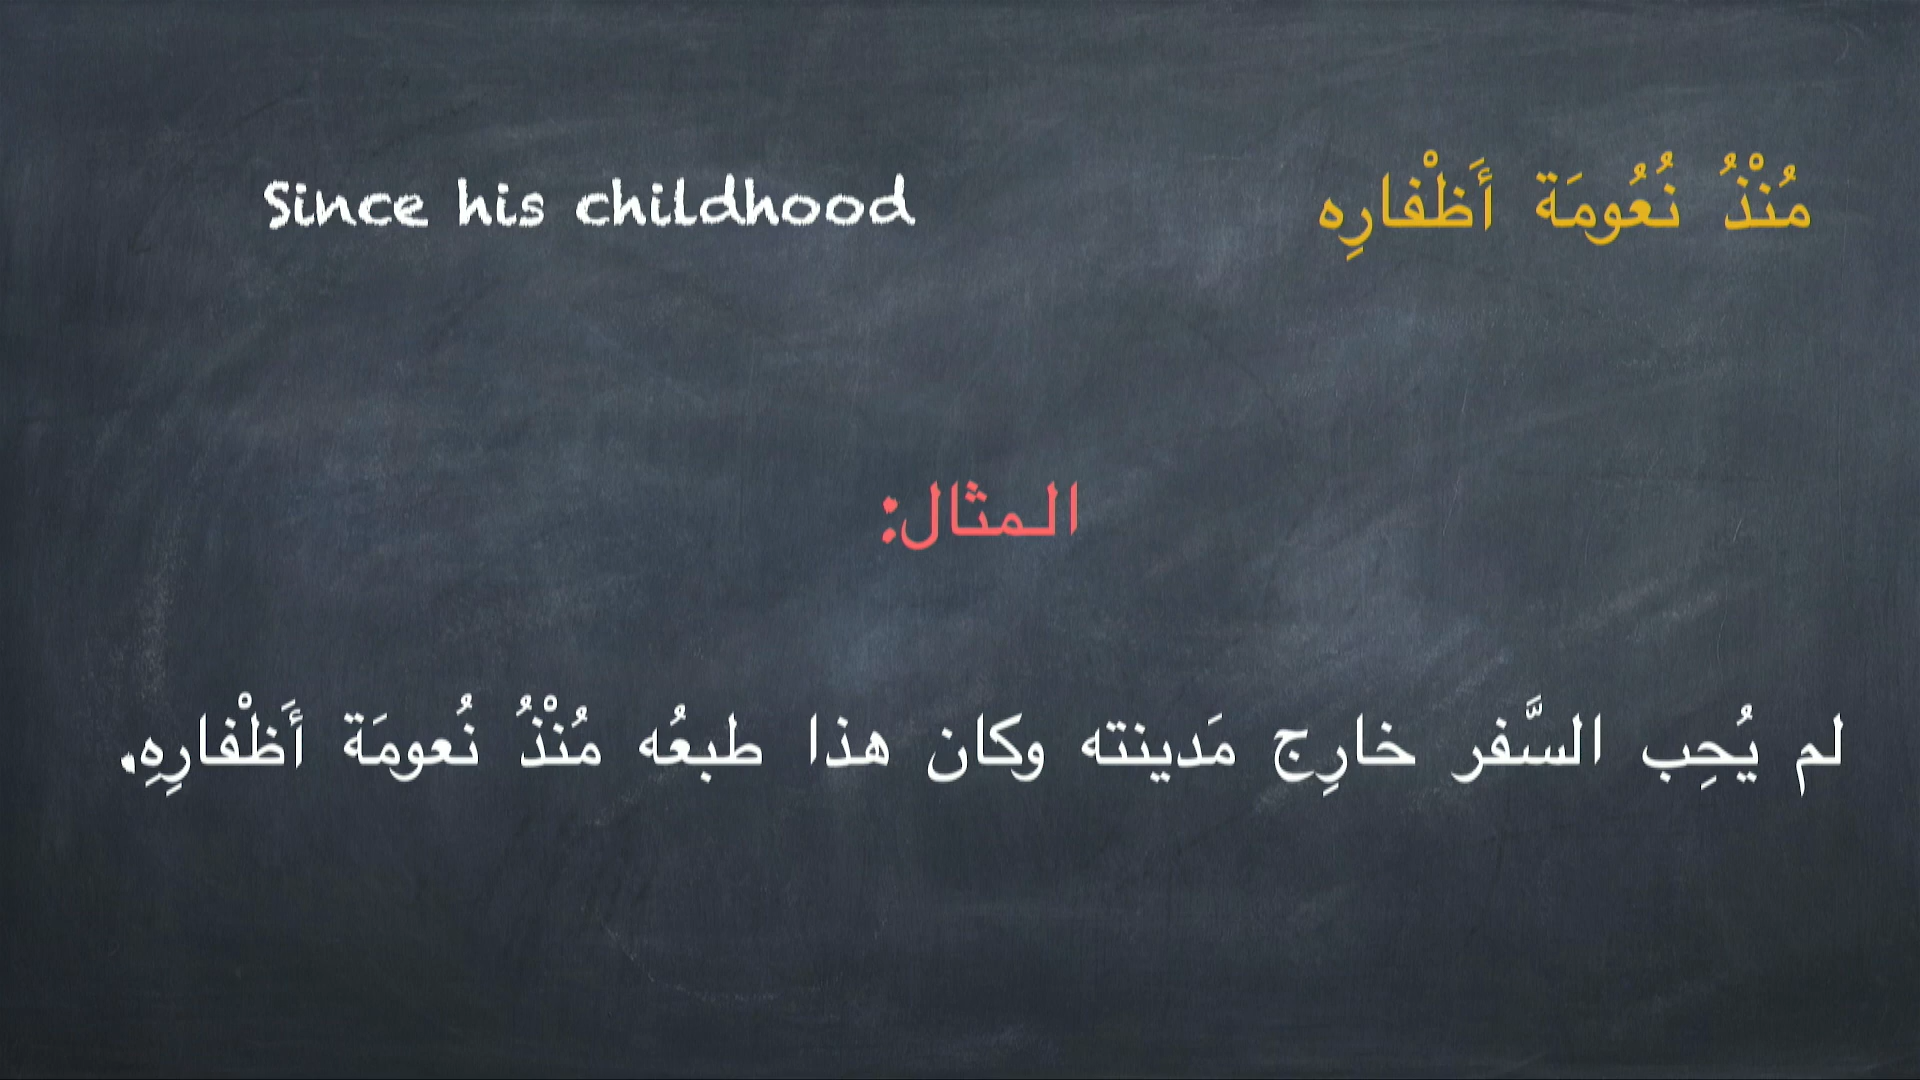 Since his childhood
مُنْذُ نُعُومَة أَظْفارِه
المثال:
لم يُحِب السَّفر خارِج مَدينته وكان هذا طبعُه مُنْذُ نُعومَة أَظْفارِهِ.